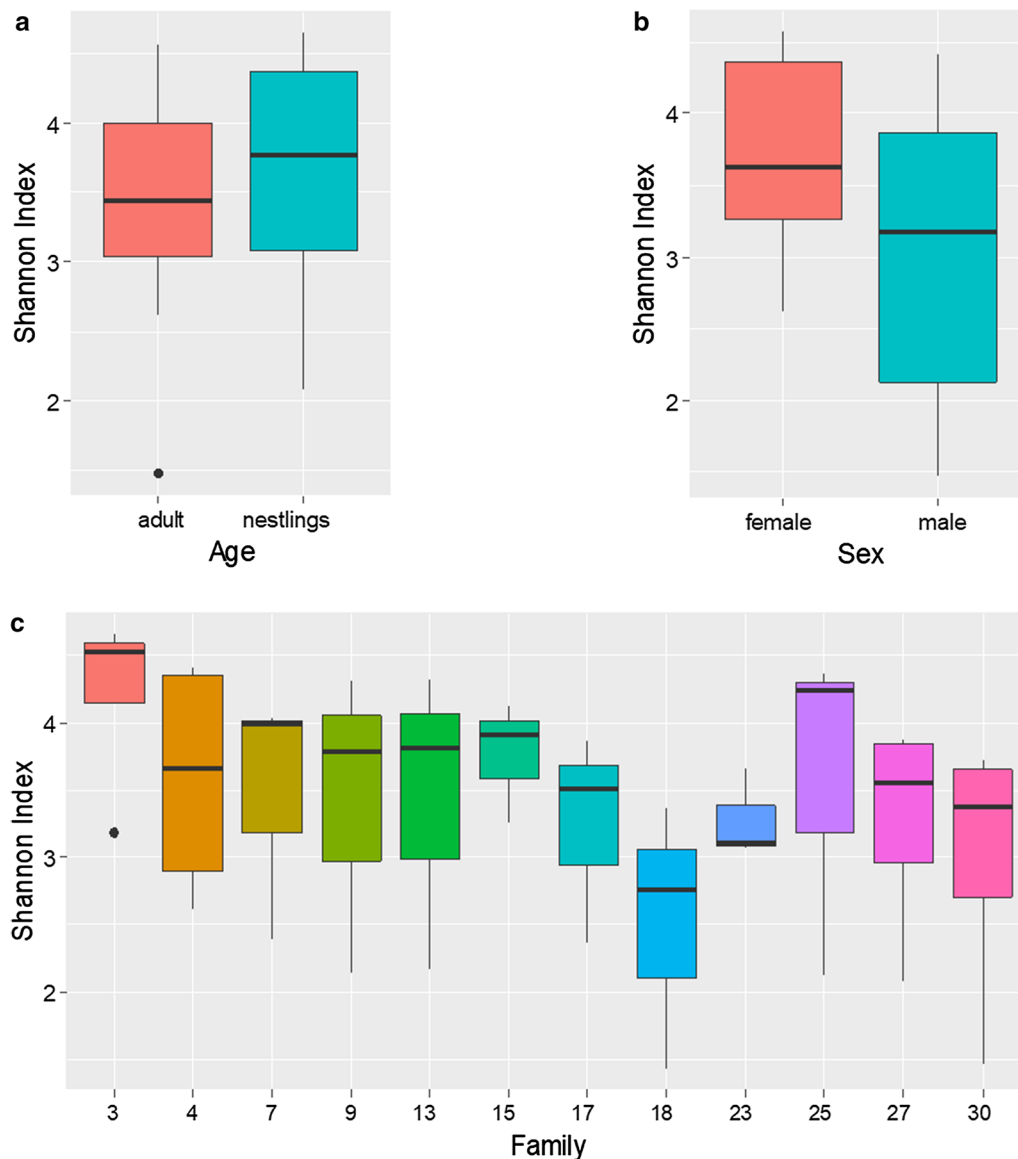 a
Shannon Index
4
3
2
adult nestlings
Age
b
Shannon Index
4
3
2
female male
Sex
c
Shannon Index
4
3
2
3 4 7 9 13 15 17 18 23 25 27 30
Family